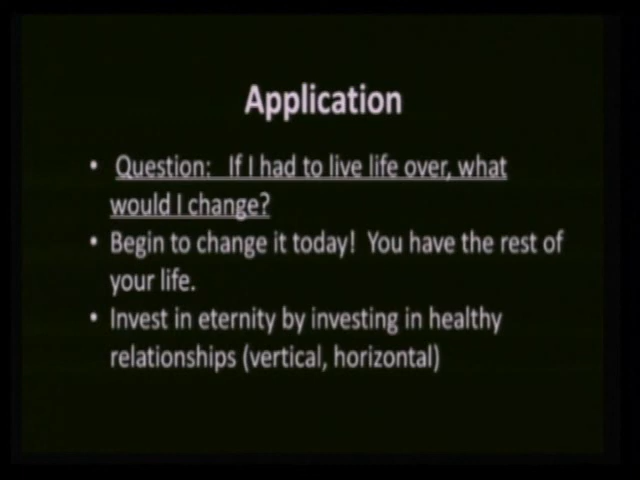 Application
• Question:   If I had to live life over, what
would I change?
• Begin to change it today!  You have the rest of
your life.
• Invest in eternity by investing in healthy
relationships (vertical, horizontal)